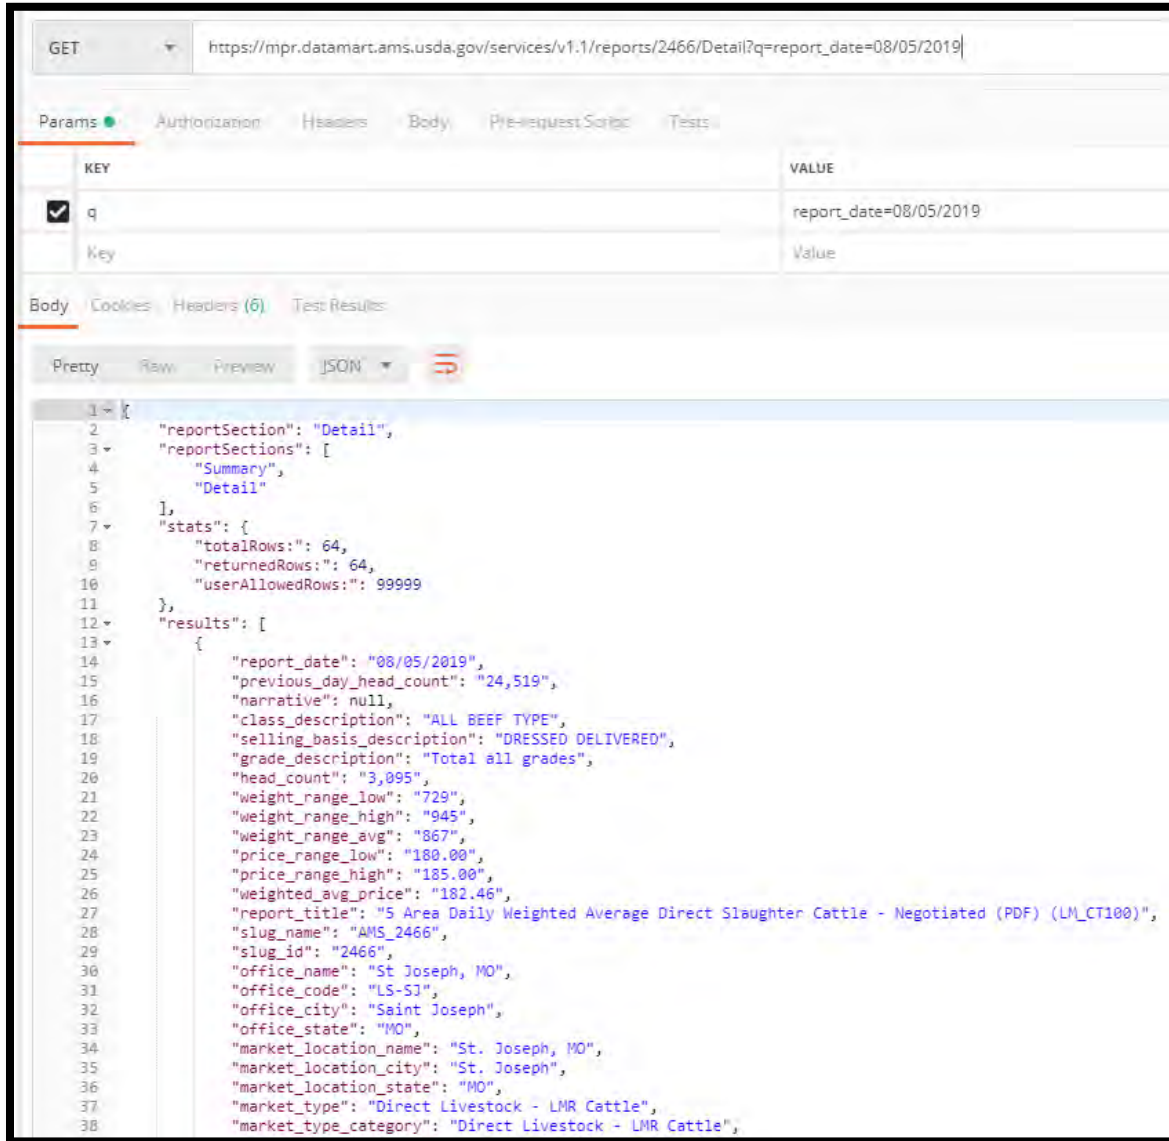 GET https://mpr.datamart.ams.usda.gov/services/v1.1/reports/2466/Detail?q=report_date=08/05/2019
Params Authorization Headers Body Pre-request Script Tests
KEY VALUE
q report_date=08/05/2019
Key Value
Body Cookies Headers (6) Test Results
Pretty Raw Preview JSON
1 {
2 "reportSection": "Detail",
3 "reportSections": [
4 "Summary",
5 "Detail"
6 ],
7 "stats": {
8 "totalRows:": 64,
9 "returnedRows:": 64,
10 "userAllowedRows:": 99999
11 },
12 "results": [
13 {
14 "report_date": "08/05/2019",
15 "previous_day_head_count": "24,519",
16 "narrative": null,
17 "class_description": "ALL BEEF TYPE",
18 "selling_basis_description": "DRESSED DELIVERED",
19 "grade_description": "Total all grades",
20 "head_count": "3,095",
21 "weight_range_low": "729",
22 "weight_range_high": "945",
23 "weight_range_avg": "867",
24 "price_range_low": "180.00",
25 "price_range_high": "185.00",
26 "weighted_avg_price": "182.46",
27 "report_title": "5 Area Daily Weighted Average Direct Slaughter Cattle - Negotiated (PDF) (LM_CT100)",
28 "slug_name": "AMS_2466",
29 "slug_id": "2466",
30 "office_name": "St Joseph, MO",
31 "office_code": "LS-SJ",
32 "office_city": "Saint Joseph",
33 "office_state": "MO",
34 "market_location_name": "St. Joseph, MO",
35 "market_location_city": "St. Joseph",
36 "market_location_state": "MO",
37 "market_type": "Direct Livestock - LMR Cattle",
38 "market_type_category": "Direct Livestock - LMR Cattle",